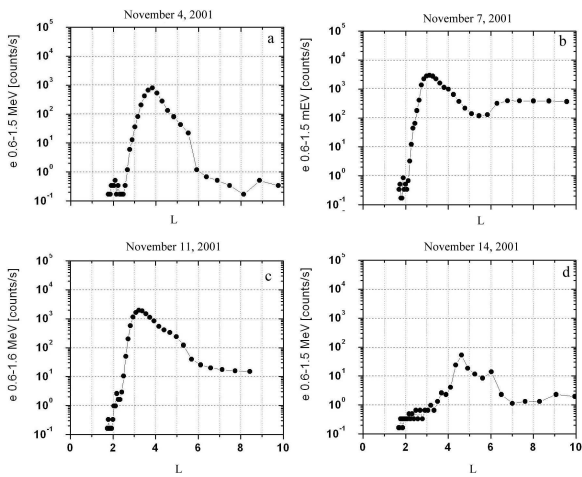 November 4, 2001
a
e 0.6-1.5 MeV [counts/s]
10^5
10^4
10^3
10^2
10^1
10^0
10^-1
L
November 7, 2001
b
e 0.6-1.5 mEV [counts/s]
10^5
10^4
10^3
10^2
10^1
10^0
10^-1
L
November 11, 2001
c
e 0.6-1.6 MeV [counts/s]
10^5
10^4
10^3
10^2
10^1
10^0
10^-1
0 2 4 6 8 10
L
November 14, 2001
d
e 0.6-1.5 MeV [counts/s]
10^5
10^4
10^3
10^2
10^1
10^0
10^-1
0 2 4 6 8 10
L